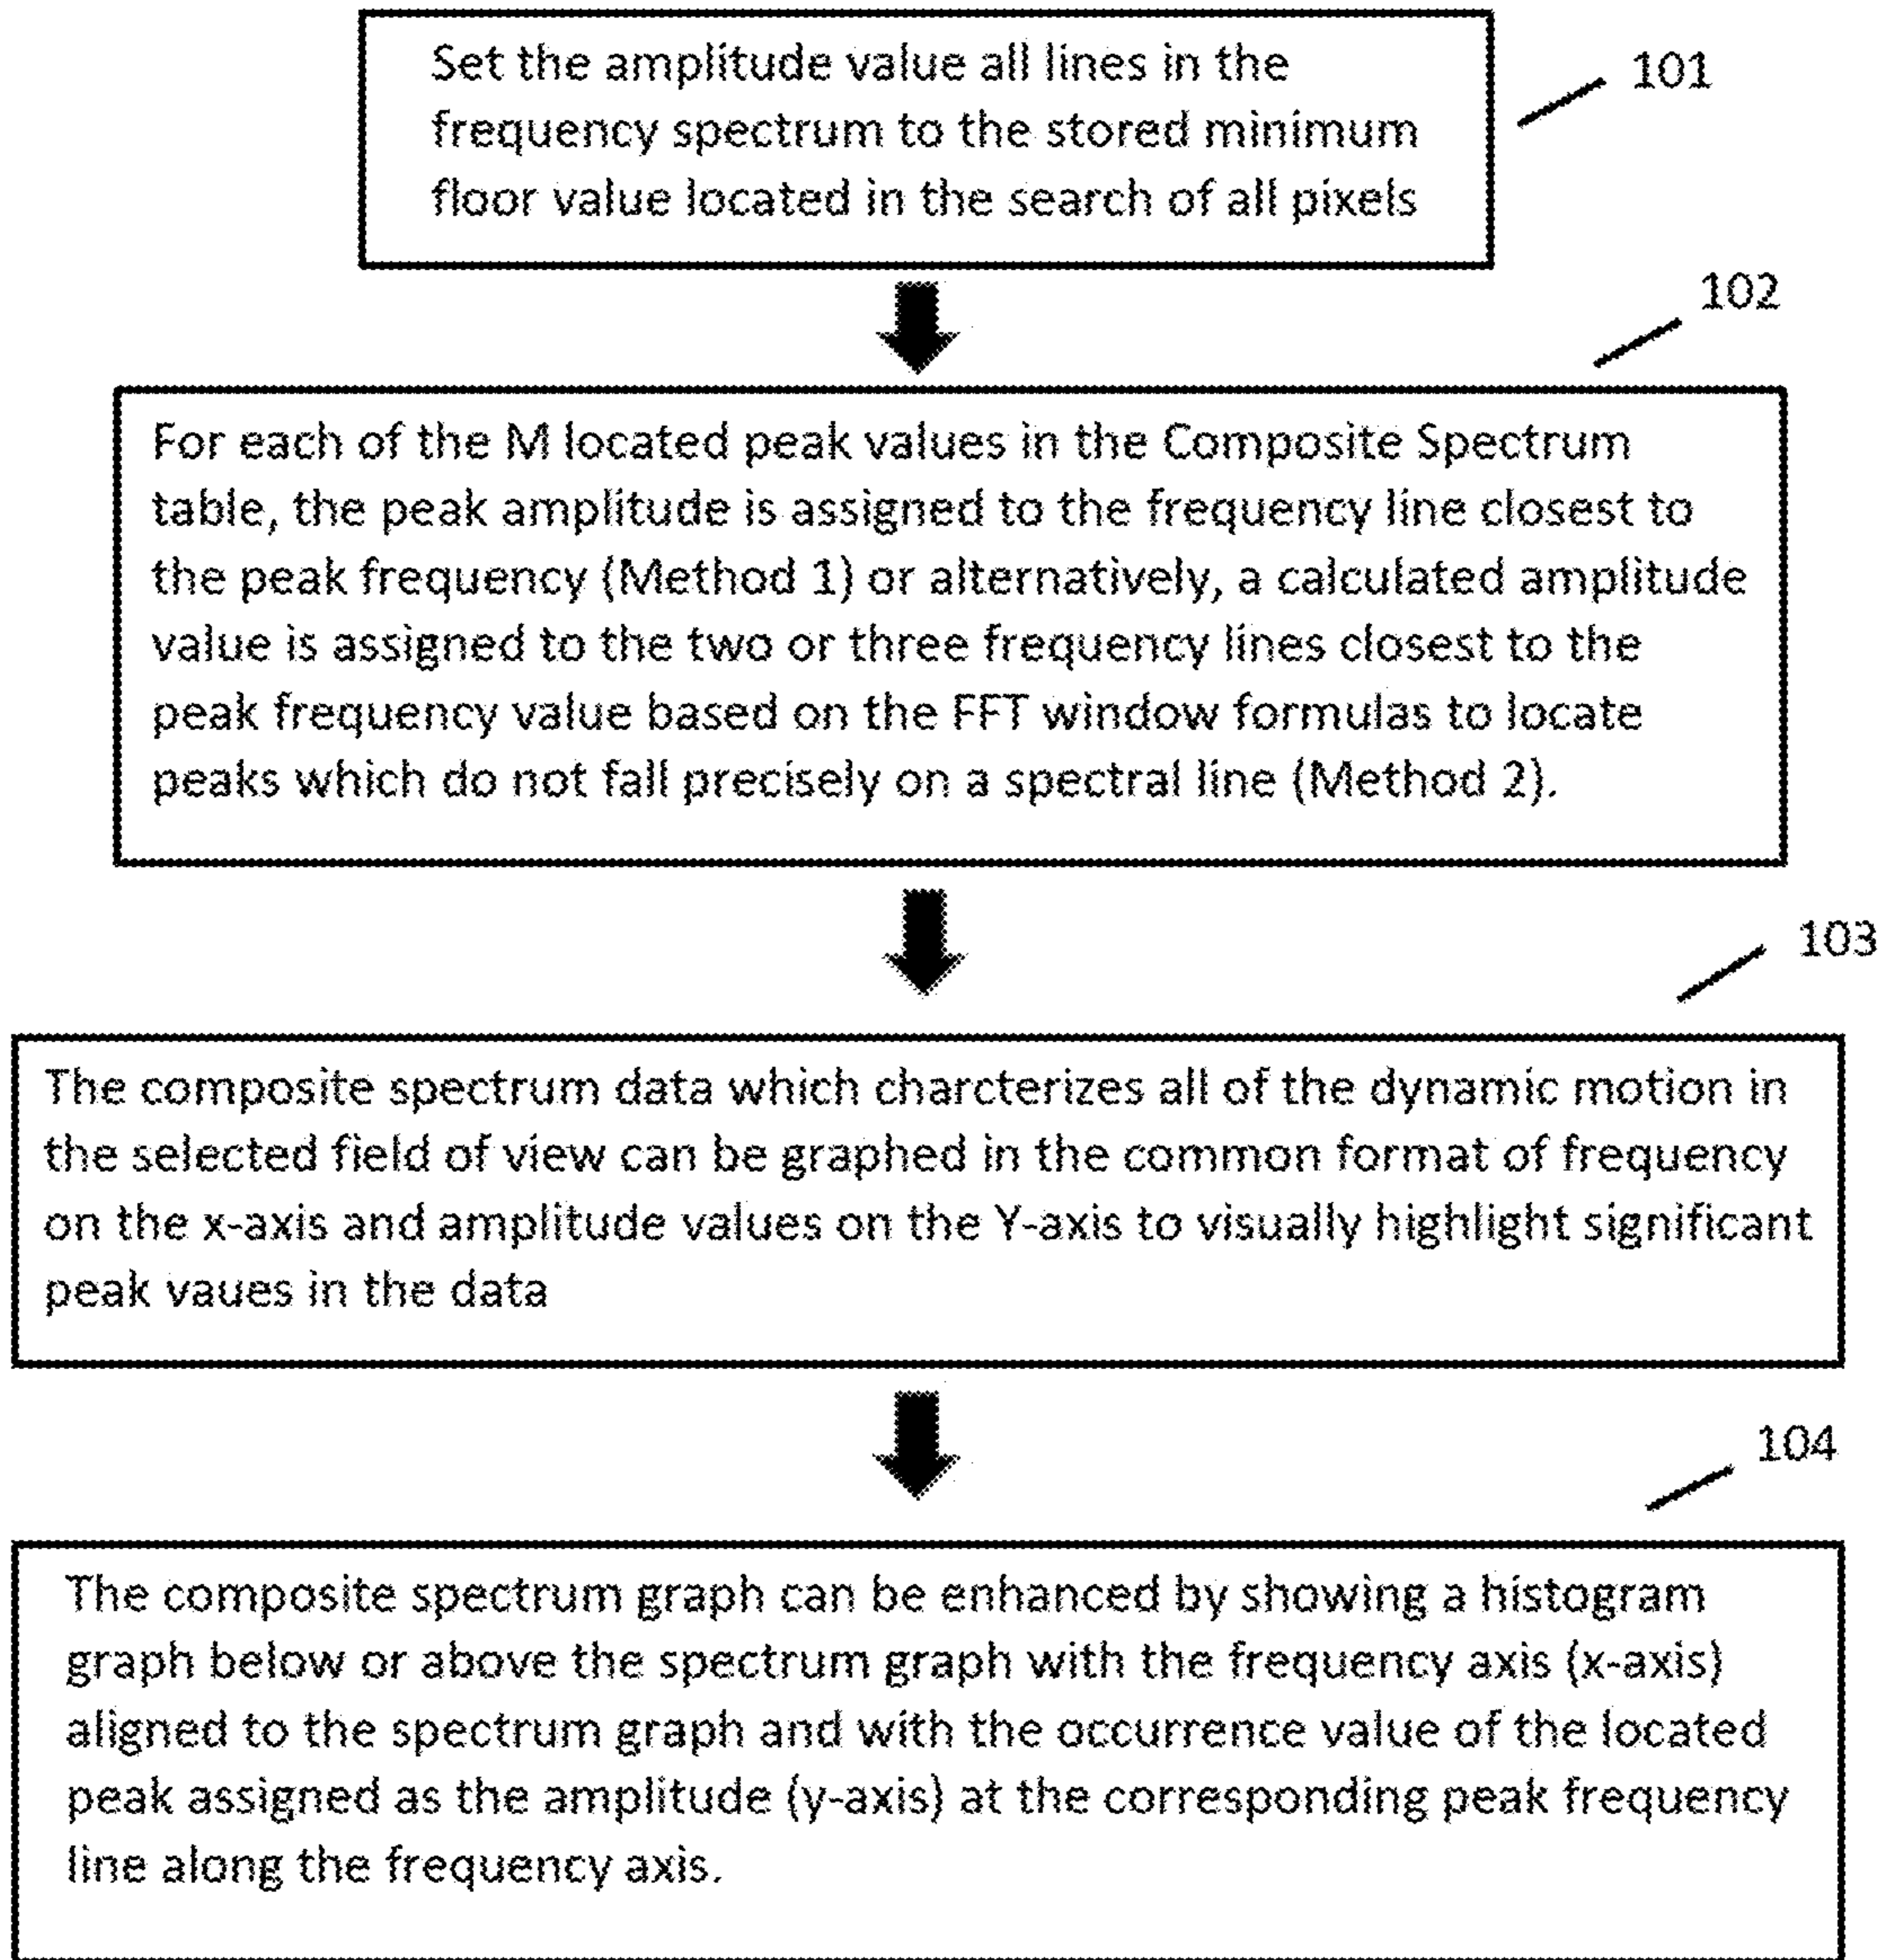 Set the amplitude value all lines in the
frequency spectrum to the stored minimum
floor value located in the search of all pixels
101
102
For each of the M located peak values in the Composite Spectrum
table, the peak amplitude is assigned to the frequency line closest to
the peak frequency (Method 1) or alternatively, a calculated amplitude
value is assigned to the two or three frequency lines closest to the
peak frequency value based on the FFT window formulas to locate
peaks which do not fall precisely on a spectral line (Method 2).
103
The composite spectrum data which charcterizes all of the dynamic motion in
the selected field of view can be graphed in the common format of frequency
on the x-axis and amplitude values on the Y-axis to visually highlight significant
peak vaues in the data
104
The composite spectrum graph can be enhanced by showing a histogram
graph below or above the spectrum graph with the frequency axis (x-axis)
aligned to the spectrum graph and with the occurrence value of the located
peak assigned as the amplitude (y-axis) at the corresponding peak frequency
line along the frequency axis.